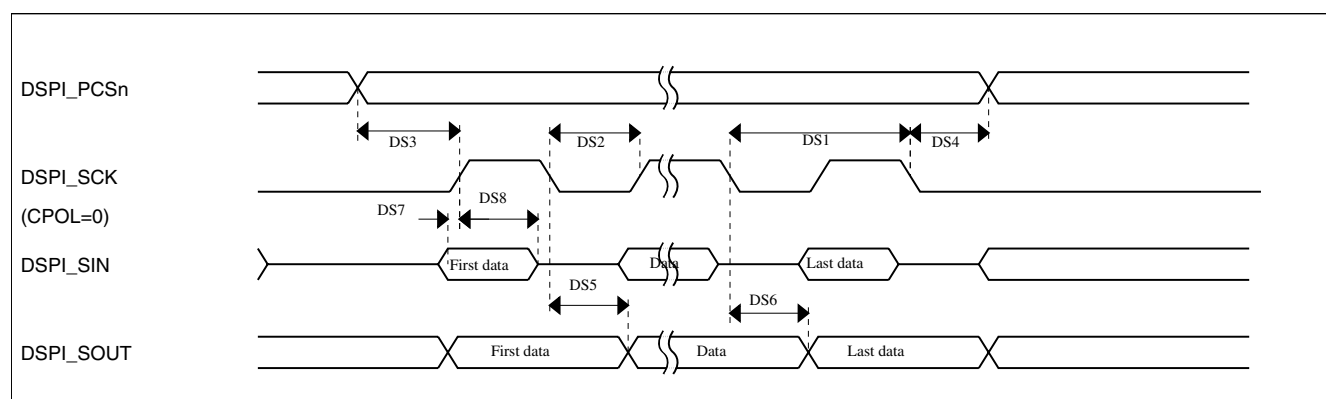 DSPI_PCSn
DS3
DS2
DS1
DS4
DSPI_SCK
(CPOL=0)
DS7
DS8
DSPI_SIN
First data
Data
Last data
DS5
DS6
DSPI_SOUT
First data
Data
Last data